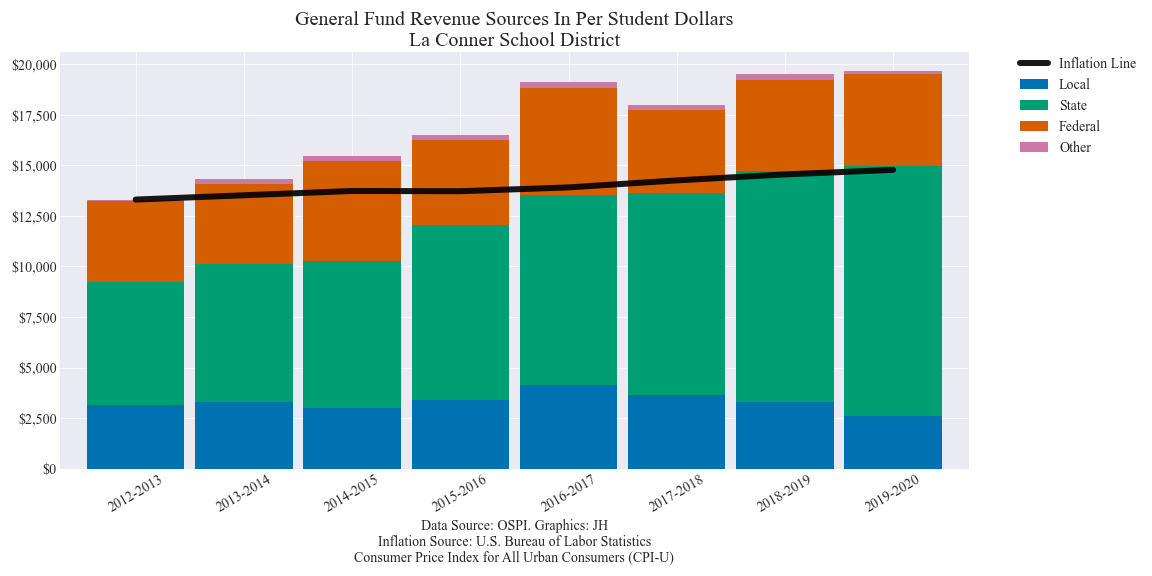 General Fund Revenue Sources In Per Student Dollars
La Conner School District
$20,000
$17,500
$15,000
$12,500
$10,000
$7,500
$5,000
$2,500
$0
Inflation Line
Local
State
Federal
Other
2012-2013
2013-2014
2014-2015
2015-2016
2016-2017
2017-2018
2018-2019
2019-2020
Data Source: OSPI. Graphics: JH
Inflation Source: U.S. Bureau of Labor Statistics
Consumer Price Index for All Urban Consumers (CPI-U)